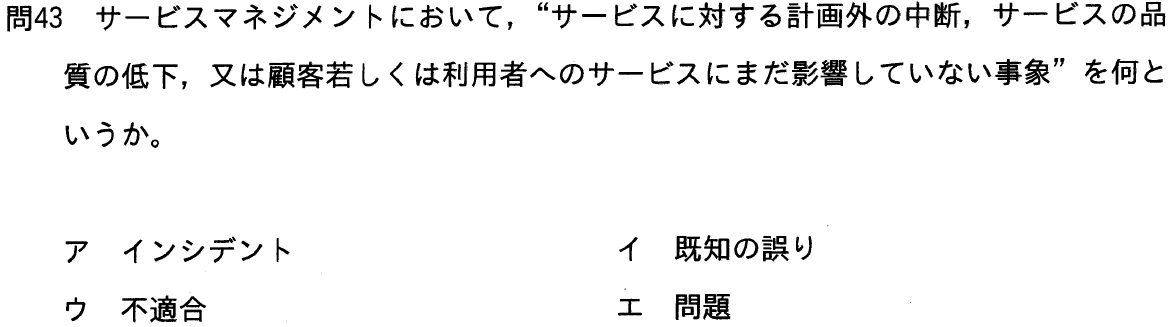 問43　サービスマネジメントにおいて，“サービスに対する計画外の中断，サービスの品
質の低下，又は顧客若しくは利用者へのサービスにまだ影響していない事象”を何と
いうか。
ア　インシデント　イ　既知の誤り
ウ　不適合　エ　問題